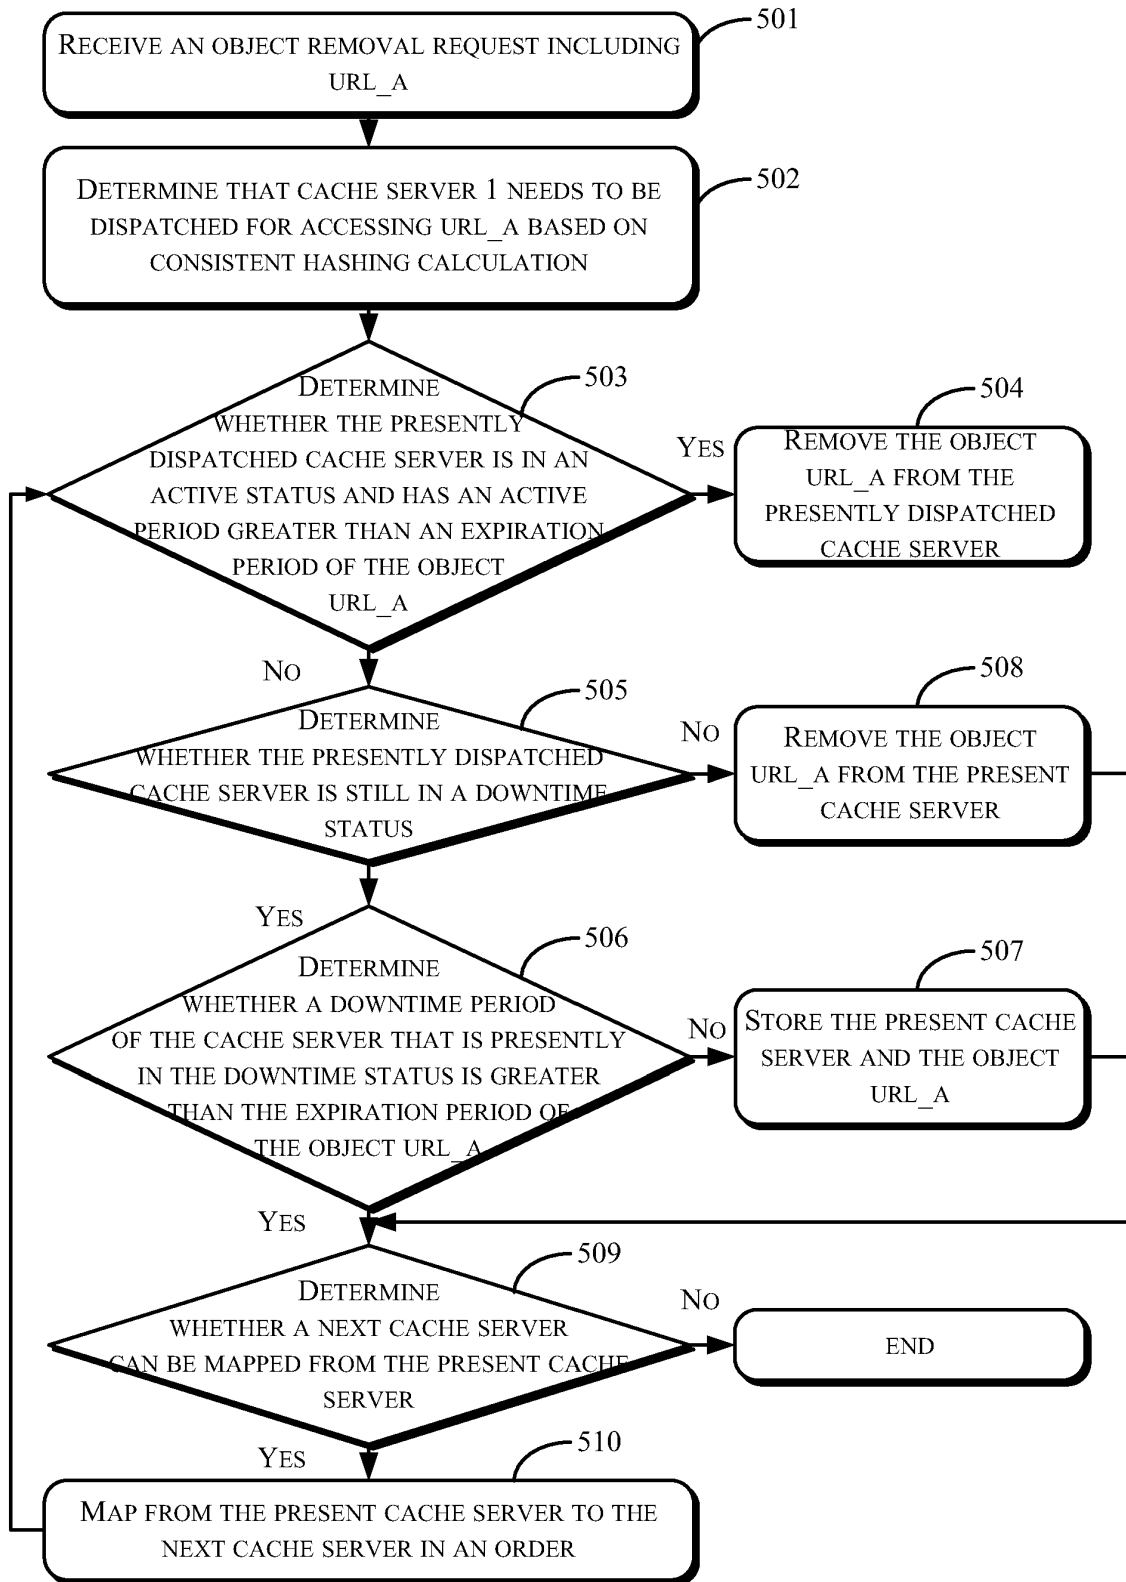 RECEIVE AN OBJECT REMOVAL REQUEST INCLUDING
URL_A
501
DETERMINE THAT CACHE SERVER 1 NEEDS TO BE
DISPATCHED FOR ACCESSING URL_A BASED ON
CONSISTENT HASHING CALCULATION
502
DETERMINE
WHETHER THE PRESENTLY
DISPATCHED CACHE SERVER IS IN AN
ACTIVE STATUS AND HAS AN ACTIVE
PERIOD GREATER THAN AN EXPIRATION
PERIOD OF THE OBJECT
URL_A
503
YES
504
REMOVE THE OBJECT
URL_A FROM THE
PRESENTLY DISPATCHED
CACHE SERVER
NO
DETERMINE
WHETHER THE PRESENTLY DISPATCHED
CACHE SERVER IS STILL IN A DOWNTIME
STATUS
505
NO
508
REMOVE THE OBJECT
URL_A FROM THE PRESENT
CACHE SERVER
YES
DETERMINE
WHETHER A DOWNTIME PERIOD
OF THE CACHE SERVER THAT IS PRESENTLY
IN THE DOWNTIME STATUS IS GREATER
THAN THE EXPIRATION PERIOD OF
THE OBJECT URL_A
506
NO
507
STORE THE PRESENT CACHE
SERVER AND THE OBJECT
URL_A
YES
DETERMINE
WHETHER A NEXT CACHE SERVER
CAN BE MAPPED FROM THE PRESENT CACHE
SERVER
509
NO
END
YES
510
MAP FROM THE PRESENT CACHE SERVER TO THE
NEXT CACHE SERVER IN AN ORDER